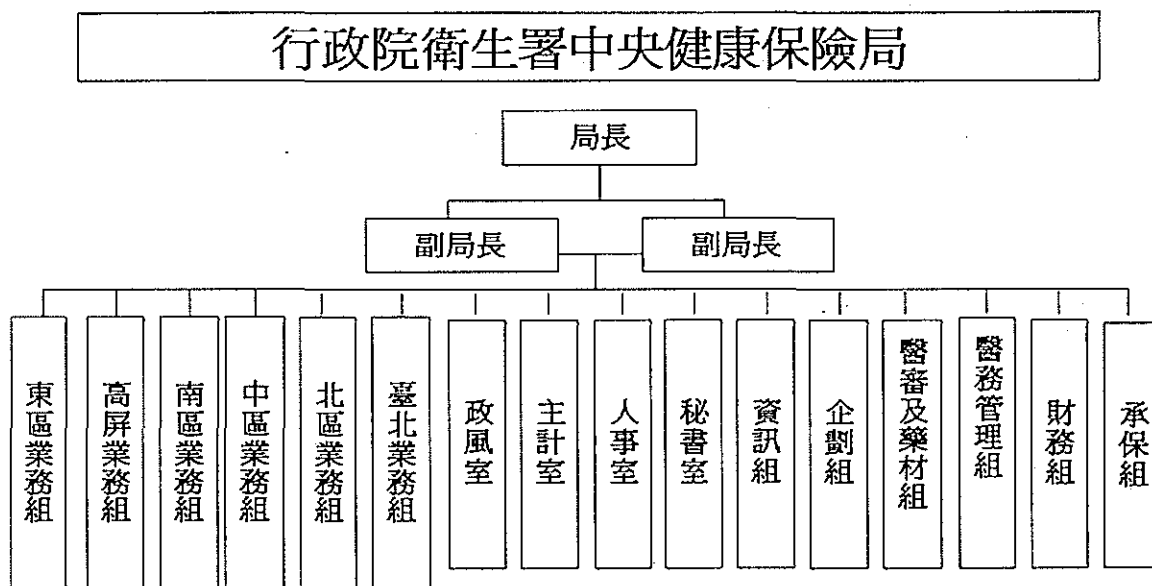 行政院衛生署中央健康保險局
局長
副局長
副局長
東區業務組
高屏業務組
南區業務組
中區業務組
北區業務組
臺北業務組
政風室
主計室
人事室
秘書室
資訊組
企劃組
醫審及藥材組
醫務管理組
財務組
承保組